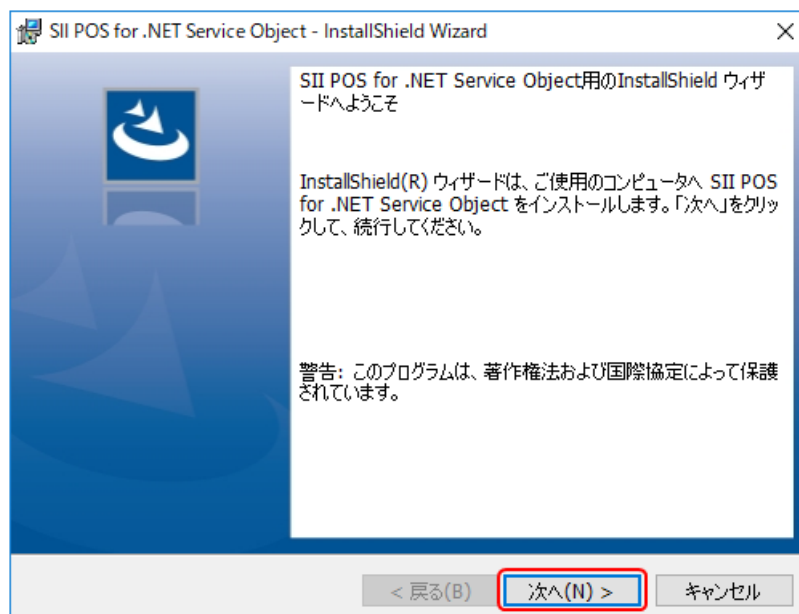 SII POS for .NET Service Object - InstallShield Wizard
SII POS for .NET Service Object用のInstallShield ウィザ
ードへようこそ
InstallShield(R) ウィザードは、ご使用のコンピュータへ SII POS
for .NET Service Object をインストールします。「次へ」をクリッ
クして、続行してください。
警告: このプログラムは、著作権法および国際協定によって保護
されています。
< 戻る(B)
次へ(N) >
キャンセル